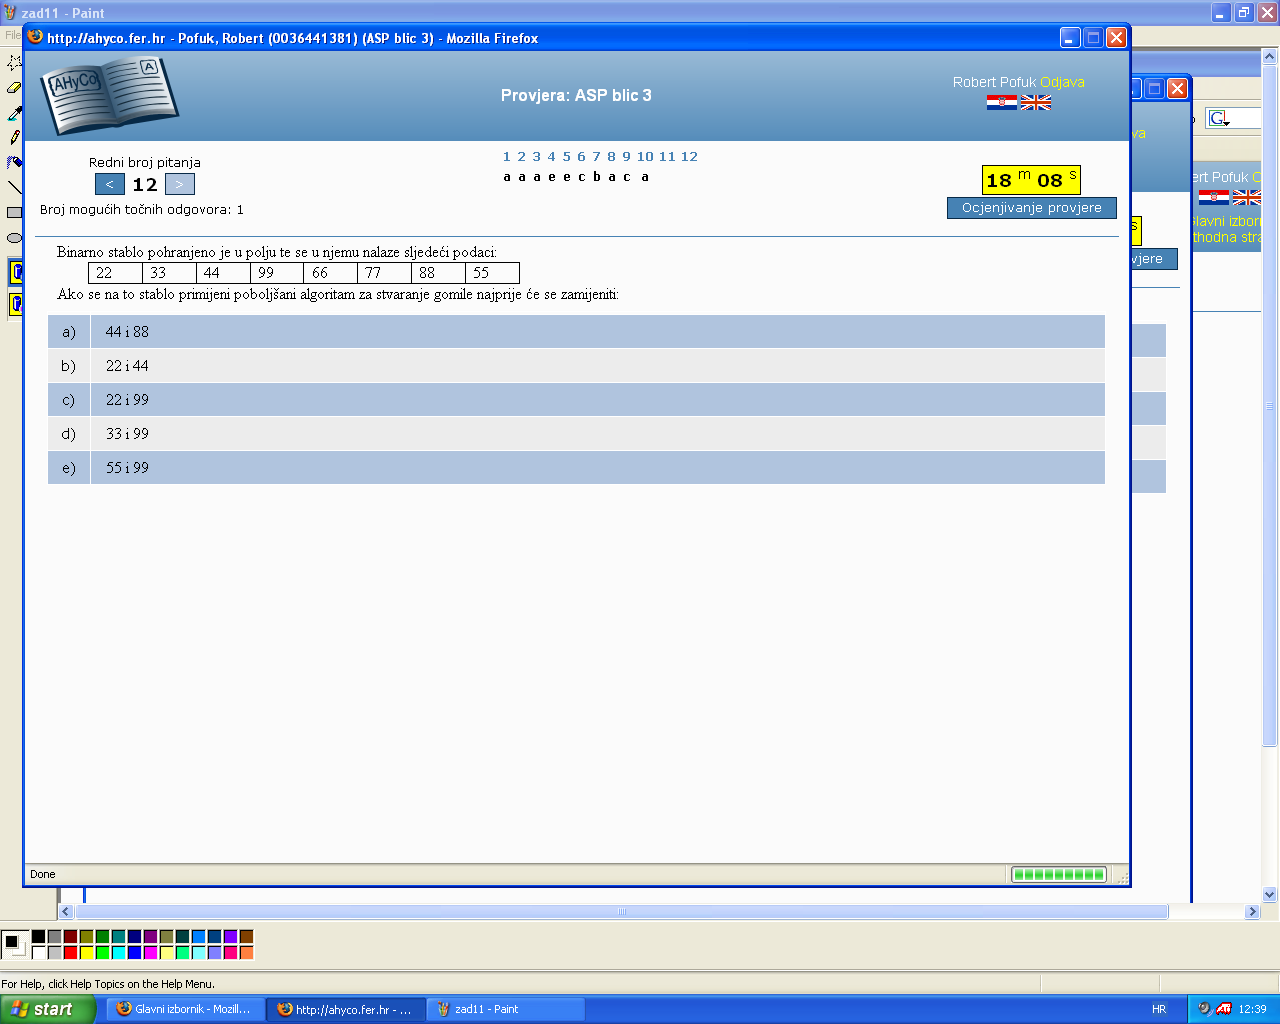 zad11 - Paint
File
http://ahyco.fer.hr - Pofuk, Robert (0036441381) (ASP blic 3) - Mozilla Firefox
{AHyCo} A
Provjera: ASP blic 3
Robert Pofuk Odjava
Redni broj pitanja
< 12 >
Broj mogućih točnih odgovora: 1
1 2 3 4 5 6 7 8 9 10 11 12
a a a e e c b a c a
18 m 08 s
Ocjenjivanje provjere
Binarno stablo pohranjeno je u polju te se u njemu nalaze sljedeći podaci:
22 33 44 99 66 77 88 55
Ako se na to stablo primijeni poboljšani algoritam za stvaranje gomile najprije će se zamijeniti:
a) 44 i 88
b) 22 i 44
c) 22 i 99
d) 33 i 99
e) 55 i 99
G
va
ert Pofuk O
Glavni izborn
thodna stra
s
vjere
Done
For Help, click Help Topics on the Help Menu.
start
Glavni izbornik - Mozill...
http://ahyco.fer.hr - ...
zad11 - Paint
HR
12:39